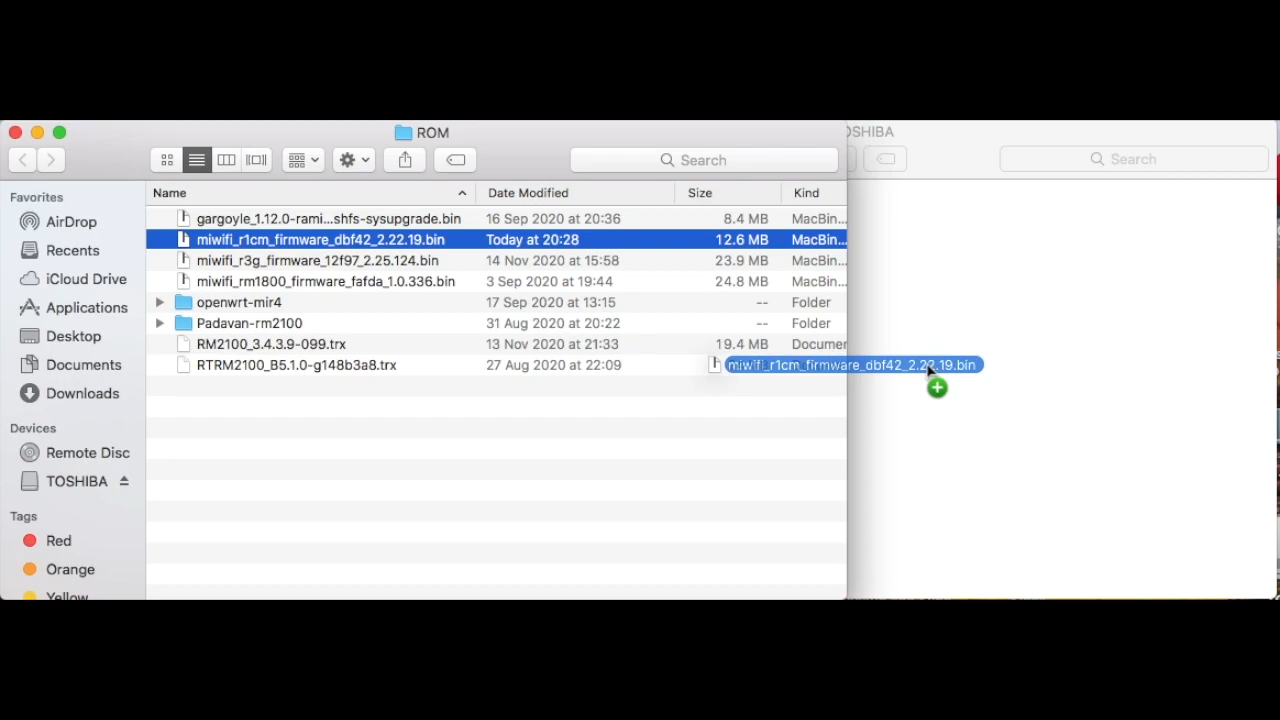 ROM
OSHIBA
Search
Search
Favorites
AirDrop
Recents
iCloud Drive
Applications
Desktop
Documents
Downloads
Devices
Remote Disc
TOSHIBA
Tags
Red
Orange
Yellow
Name Date Modified Size Kind
gargoyle_1.12.0-rami...shfs-sysupgrade.bin 16 Sep 2020 at 20:36 8.4 MB MacBin...
miwifi_r1cm_firmware_dbf42_2.22.19.bin Today at 20:28 12.6 MB MacBin...
miwifi_r3g_firmware_12f97_2.25.124.bin 14 Nov 2020 at 15:58 23.9 MB MacBin...
miwifi_rm1800_firmware_fafda_1.0.336.bin 3 Sep 2020 at 19:44 24.8 MB MacBin...
openwrt-mir4 17 Sep 2020 at 13:15 -- Folder
Padavan-rm2100 31 Aug 2020 at 20:22 -- Folder
RM2100_3.4.3.9-099.trx 13 Nov 2020 at 21:33 19.4 MB Documen
RTRM2100_B5.1.0-g148b3a8.trx 27 Aug 2020 at 22:09
miwifi_r1cm_firmware_dbf42_2.22.19.bin